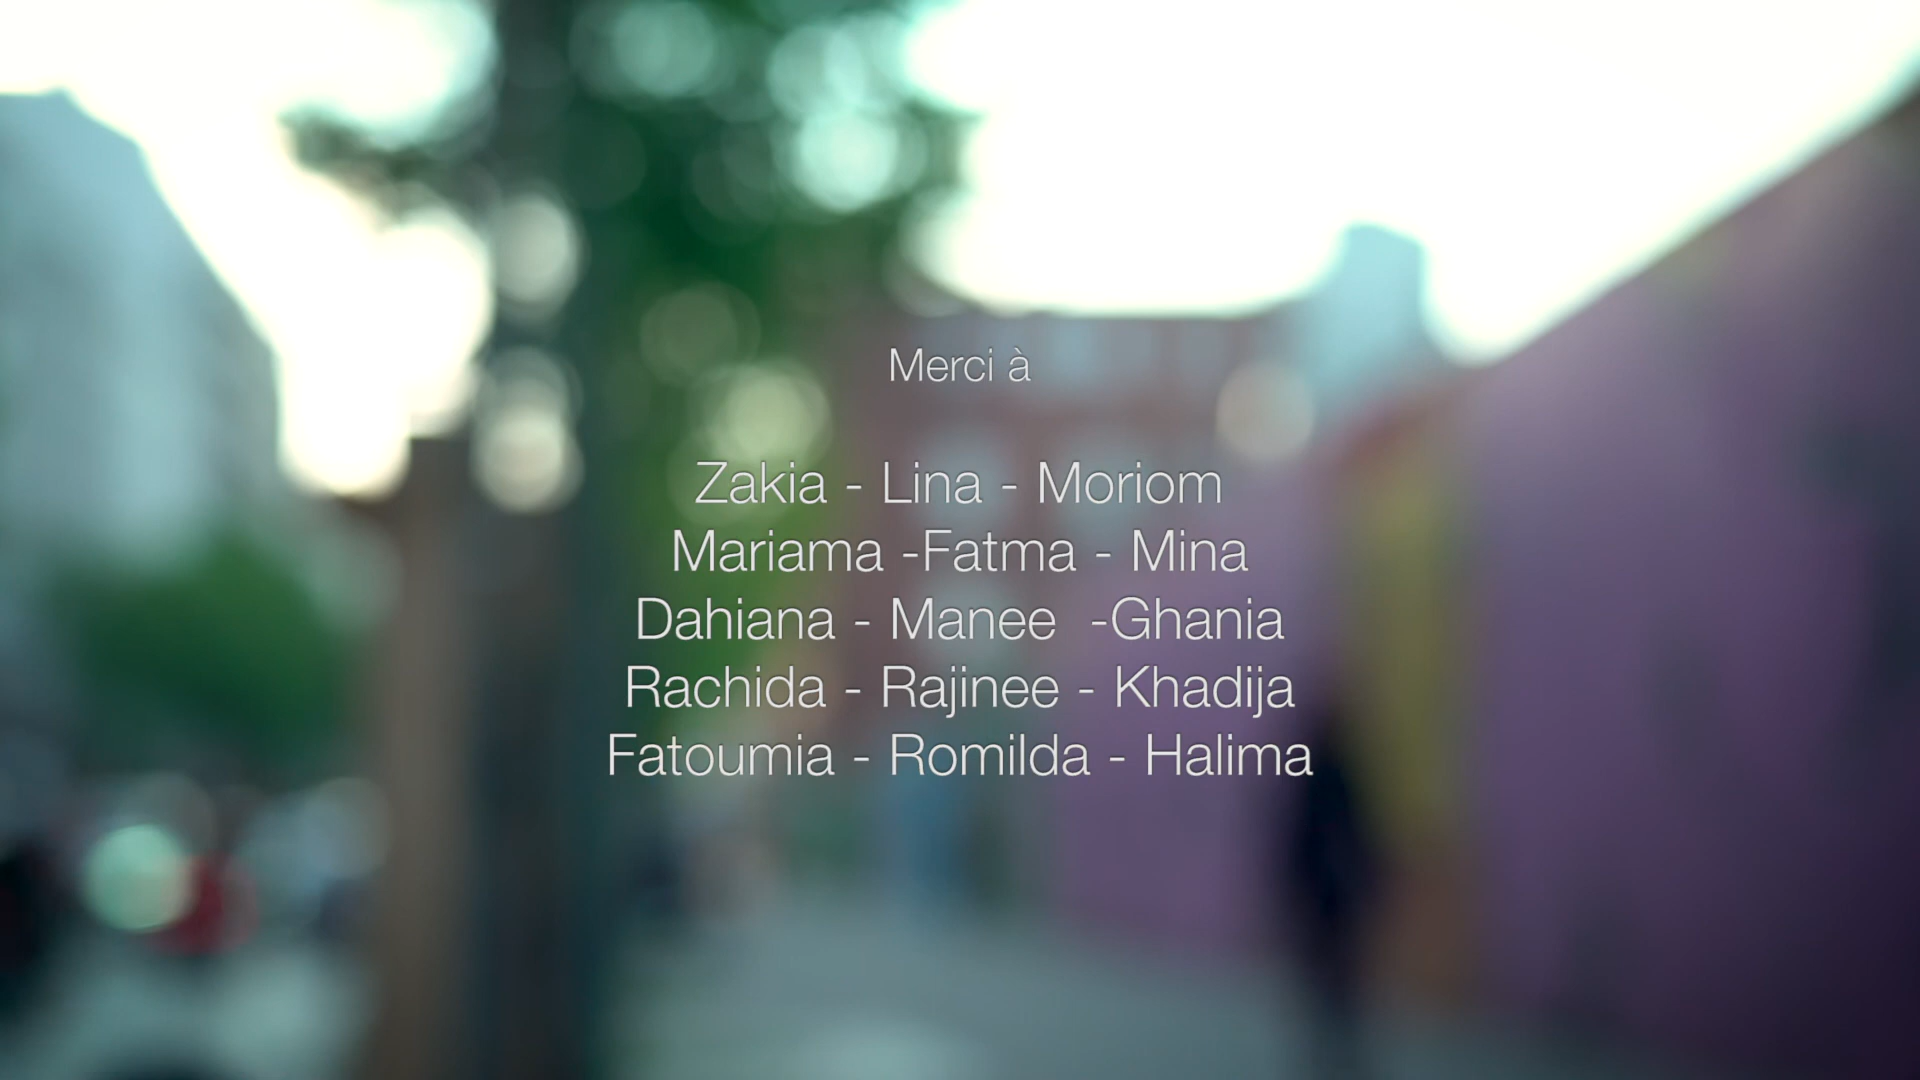 Merci à
Zakia - Lina - Moriom
Mariama -Fatma - Mina
Dahiana - Manee  -Ghania
Rachida - Rajinee - Khadija
Fatoumia - Romilda - Halima